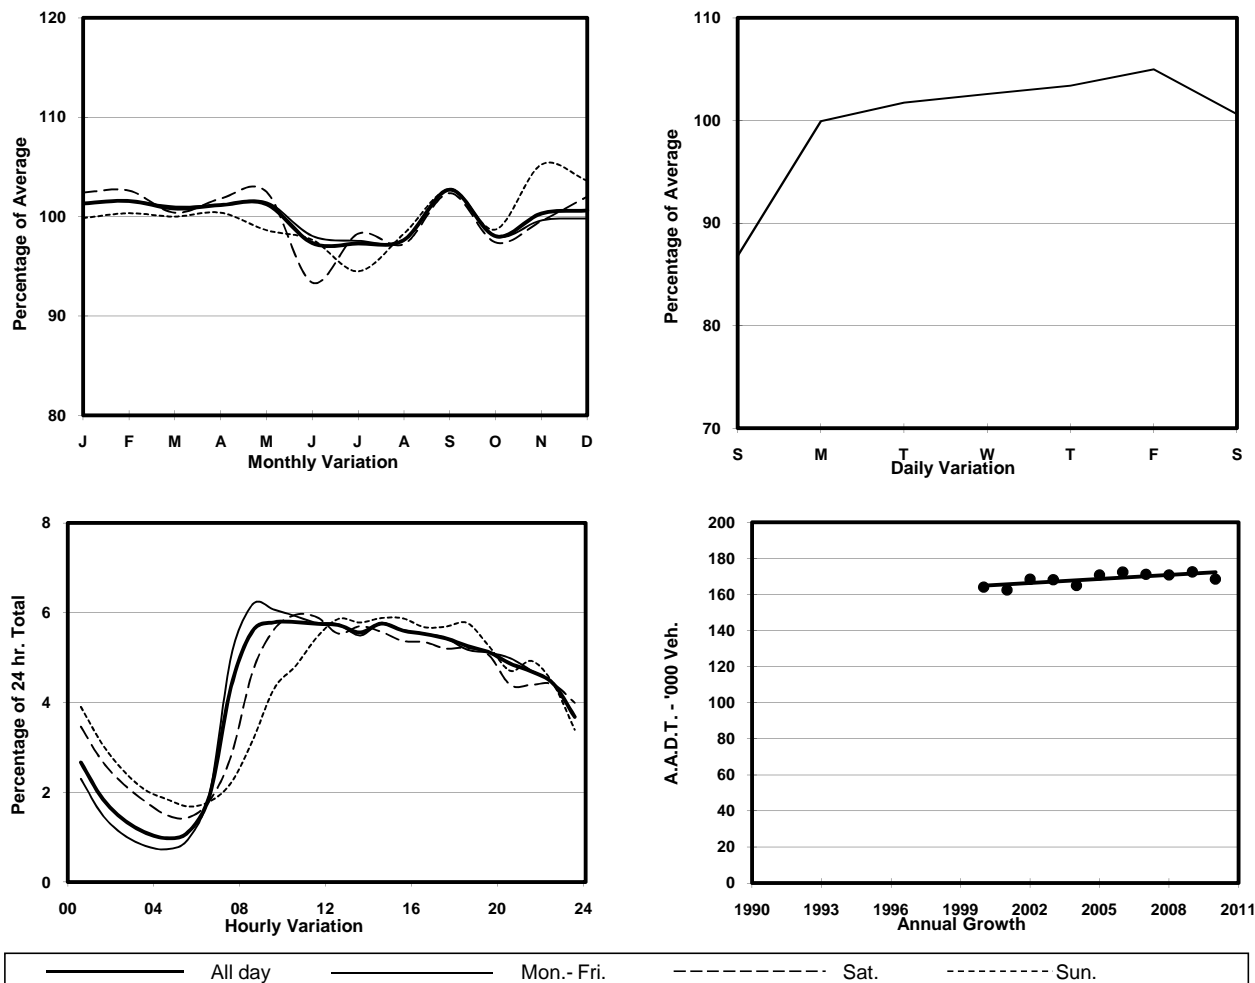 120
110
100
90
80
Percentage of Average
J F M A M J J A S O N D
Monthly Variation
110
100
90
80
70
Percentage of Average
S M T W T F S
Daily Variation
8
6
4
2
0
Percentage of 24 hr. Total
00 04 08 12 16 20 24
Hourly Variation
200
180
160
140
120
100
80
60
40
20
0
A.A.D.T. - '000 Veh.
1990 1993 1996 1999 2002 2005 2008 2011
Annual Growth
All day Mon.- Fri. Sat. Sun.